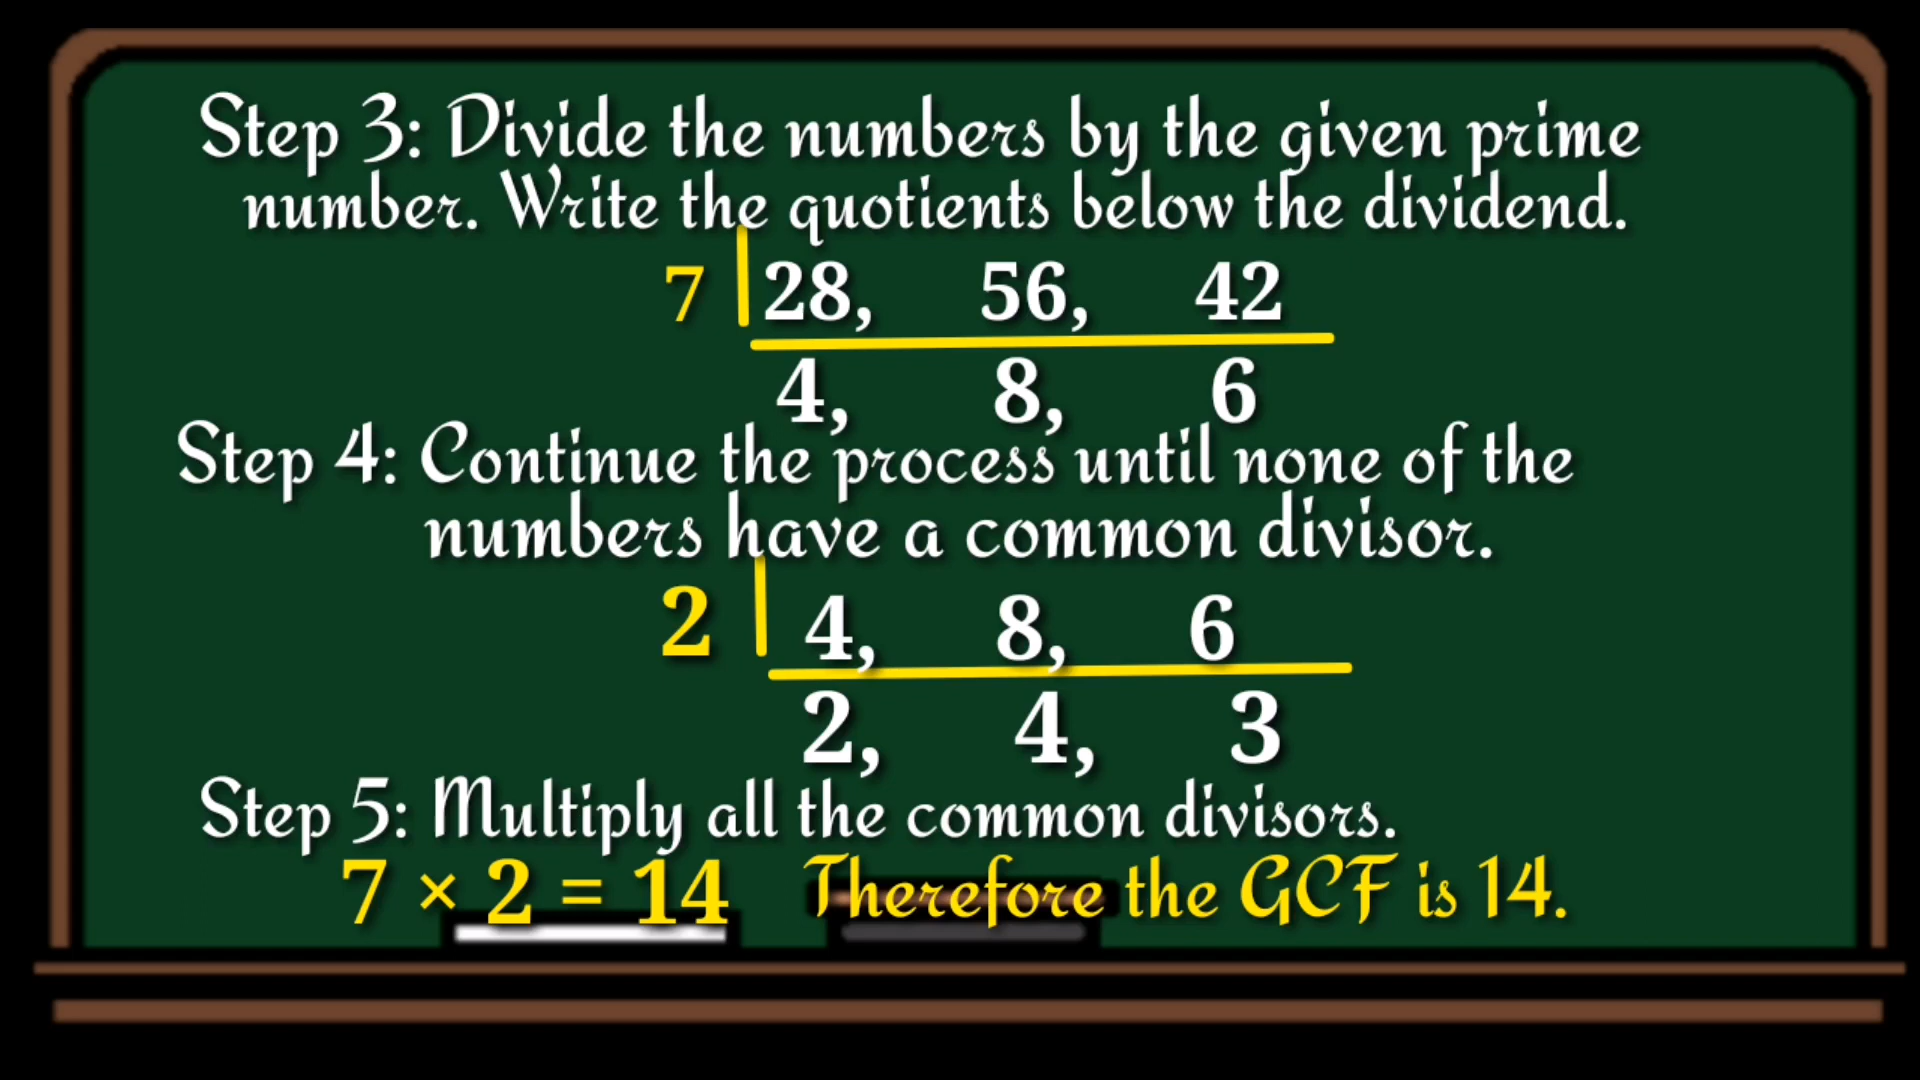 Step 3: Divide the numbers by the given prime
number. Write the quotients below the dividend.
7 28, 56, 42
4, 8, 6
Step 4: Continue the process until none of the
numbers have a common divisor.
2 4, 8, 6
2, 4, 3
Step 5: Multiply all the common divisors.
7 × 2 = 14 Therefore the GCF is 14.